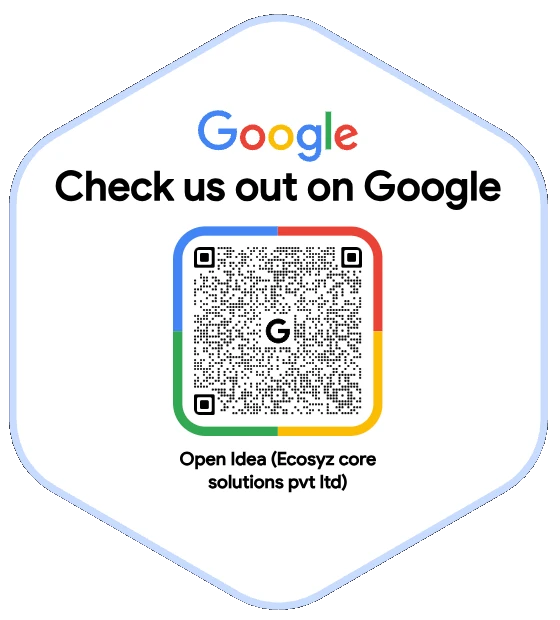 Google
Check us out on Google
G
Open Idea (Ecosyz core
solutions pvt ltd)